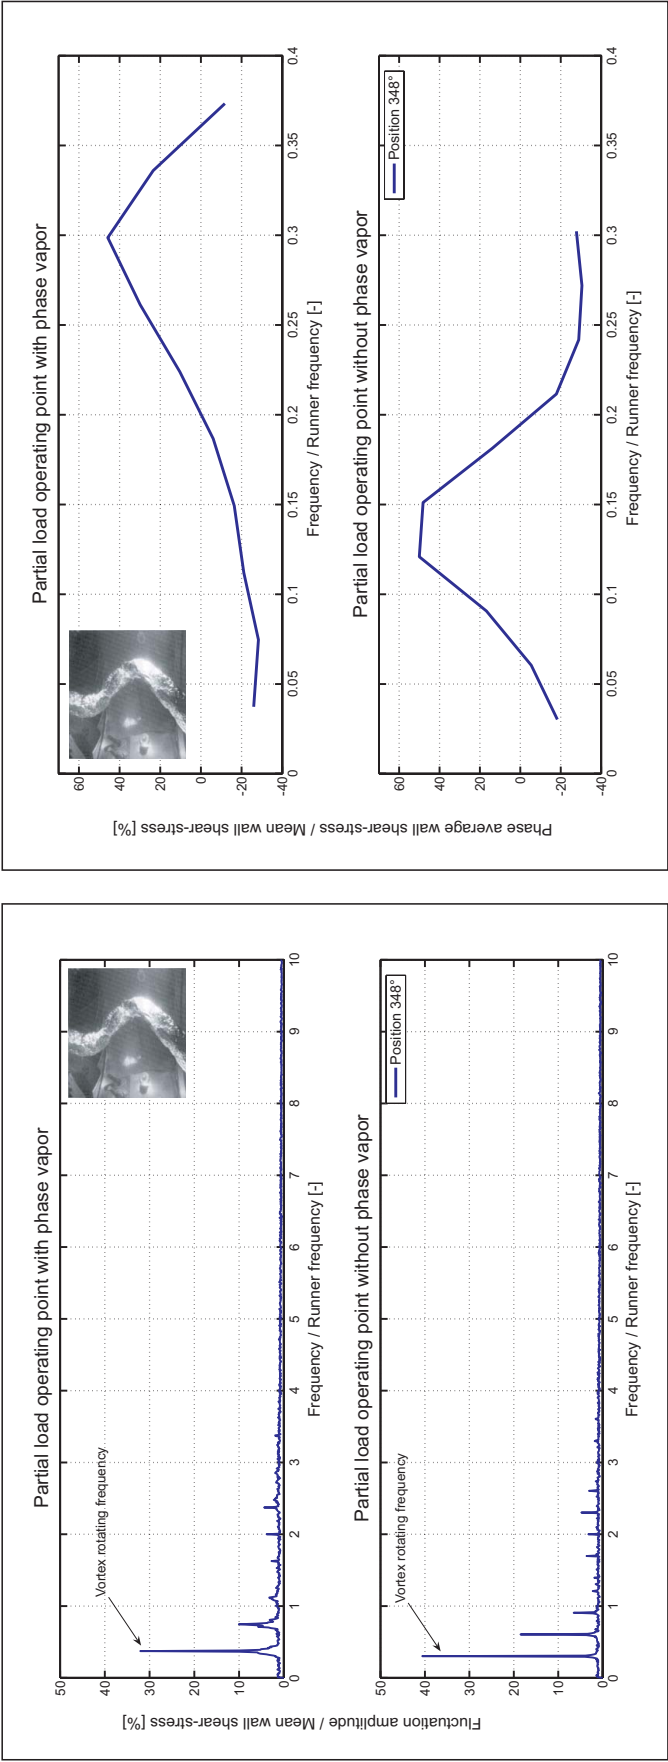 Partial load operating point with phase vapor
Vortex rotating frequency
50
40
30
20
10
0
0 1 2 3 4 5 6 7 8 9 10
Frequency / Runner frequency [-]
Fluctuation amplitude / Mean wall shear-stress [%]
Partial load operating point without phase vapor
Vortex rotating frequency
Position 348°
50
40
30
20
10
0
0 1 2 3 4 5 6 7 8 9 10
Frequency / Runner frequency [-]
Partial load operating point with phase vapor
60
40
20
0
-20
-40
0 0.05 0.1 0.15 0.2 0.25 0.3 0.35 0.4
Frequency / Runner frequency [-]
Phase average wall shear-stress / Mean wall shear-stress [%]
Partial load operating point without phase vapor
Position 348°
60
40
20
0
-20
-40
0 0.05 0.1 0.15 0.2 0.25 0.3 0.35 0.4
Frequency / Runner frequency [-]